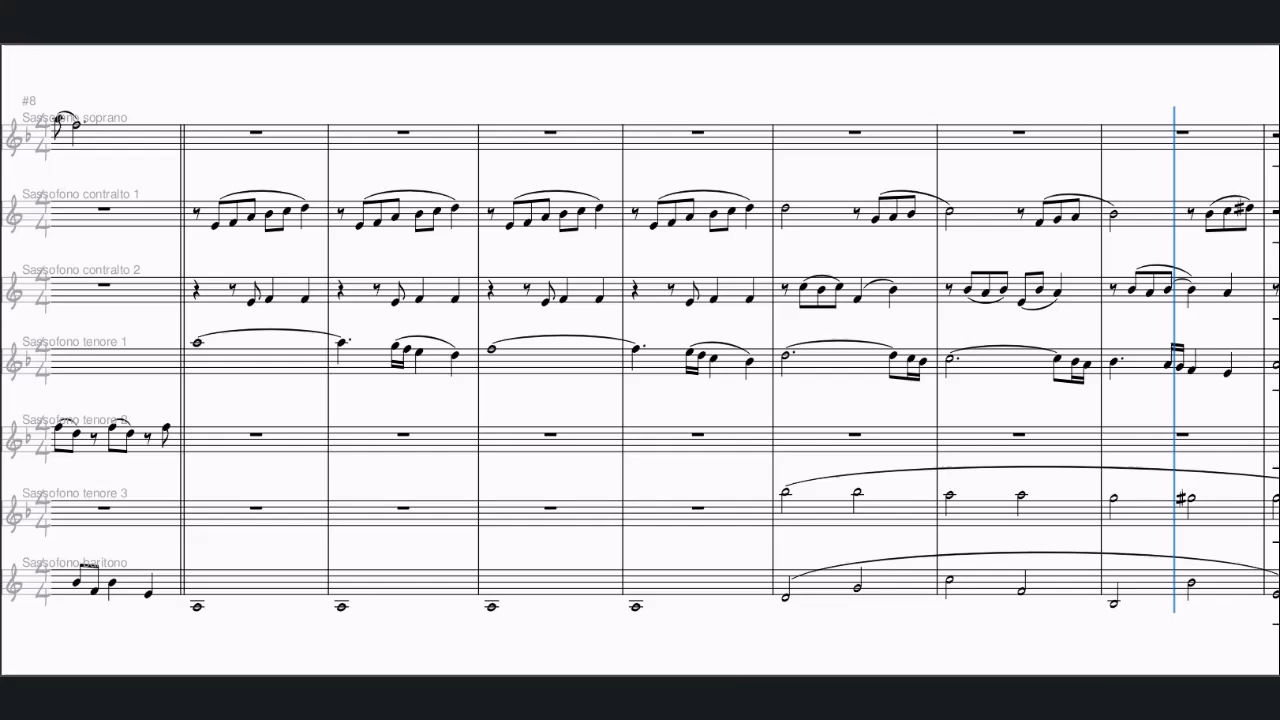 #8
Sassofono soprano
Sassofono contralto 1
Sassofono contralto 2
Sassofono tenore 1
Sassofono tenore 2
Sassofono tenore 3
Sassofono baritono